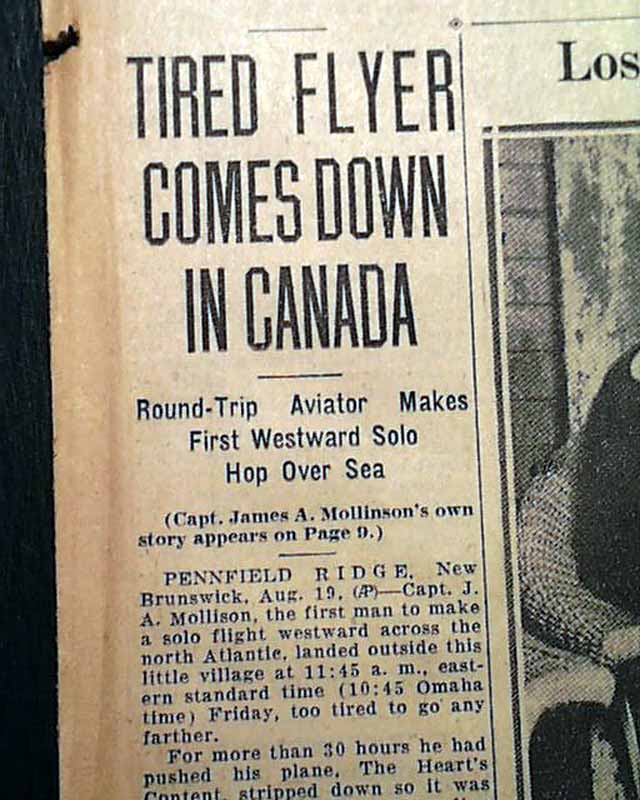 TIRED FLYER
COMES DOWN
IN CANADA
Round-Trip Aviator Makes
First Westward Solo
Hop Over Sea
(Capt. James A. Mollinson's own
story appears on Page 9.)
PENNFIELD RIDGE, New
Brunswick, Aug. 19, (AP)—Capt. J.
A. Mollison, the first man to make
a solo flight westward across the
north Atlantic, landed outside this
little village at 11:45 a. m., east-
ern standard time (10:45 Omaha
time) Friday, too tired to go any
farther.
For more than 30 hours he had
pushed his plane, The Heart's
Content, stripped down so it was
Los